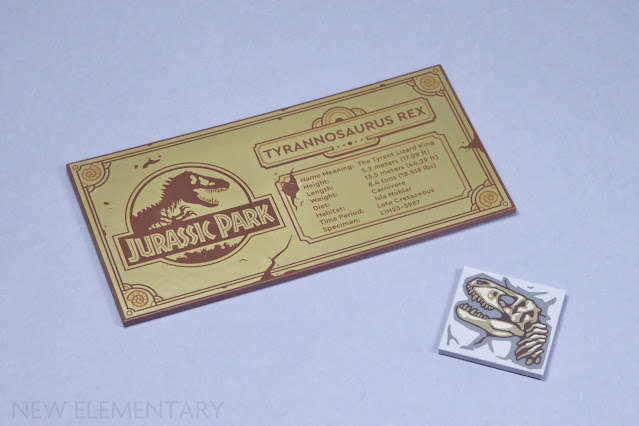 JURASSIC PARK
TYRANNOSAURUS REX
Name Meaning: The Tyrant Lizard King
Height: 5.2 meters (17.09 ft)
Length: 13.5 meters (44.29 ft)
Weight: 8.4 tons (18,518 lbs)
Diet: Carnivore
Habitat: Isla Nublar
Time Period: Late Cretaceous
Specimen: LIH23-5987
NEW ELEMENTARY